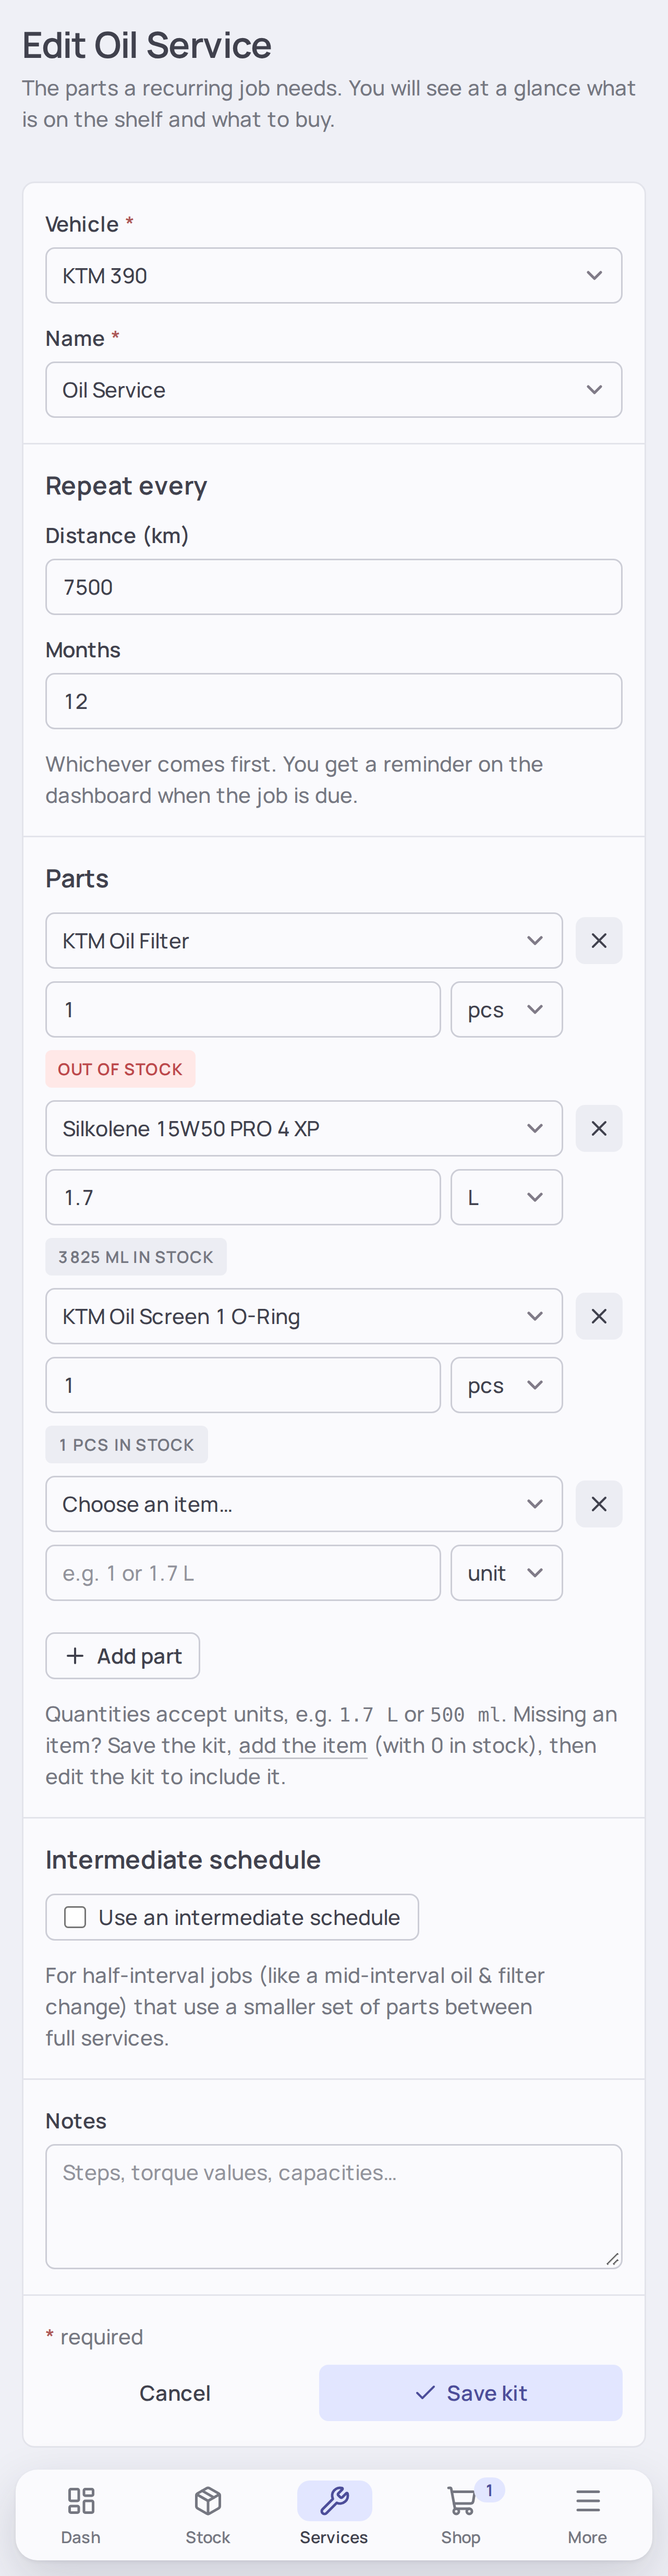 Edit Oil Service
The parts a recurring job needs. You will see at a glance what
is on the shelf and what to buy.
Vehicle *
KTM 390
Name *
Oil Service
Repeat every
Distance (km)
7500
Months
12
Whichever comes first. You get a reminder on the
dashboard when the job is due.
Parts
KTM Oil Filter
1 pcs
OUT OF STOCK
Silkolene 15W50 PRO 4 XP
1.7 L
3825 ML IN STOCK
KTM Oil Screen 1 O-Ring
1 pcs
1 PCS IN STOCK
Choose an item…
e.g. 1 or 1.7 L unit
Add part
Quantities accept units, e.g. 1.7 L or 500 ml. Missing an
item? Save the kit, add the item (with 0 in stock), then
edit the kit to include it.
Intermediate schedule
Use an intermediate schedule
For half-interval jobs (like a mid-interval oil & filter
change) that use a smaller set of parts between
full services.
Notes
Steps, torque values, capacities…
* required
Cancel Save kit
1
Dash Stock Services Shop More